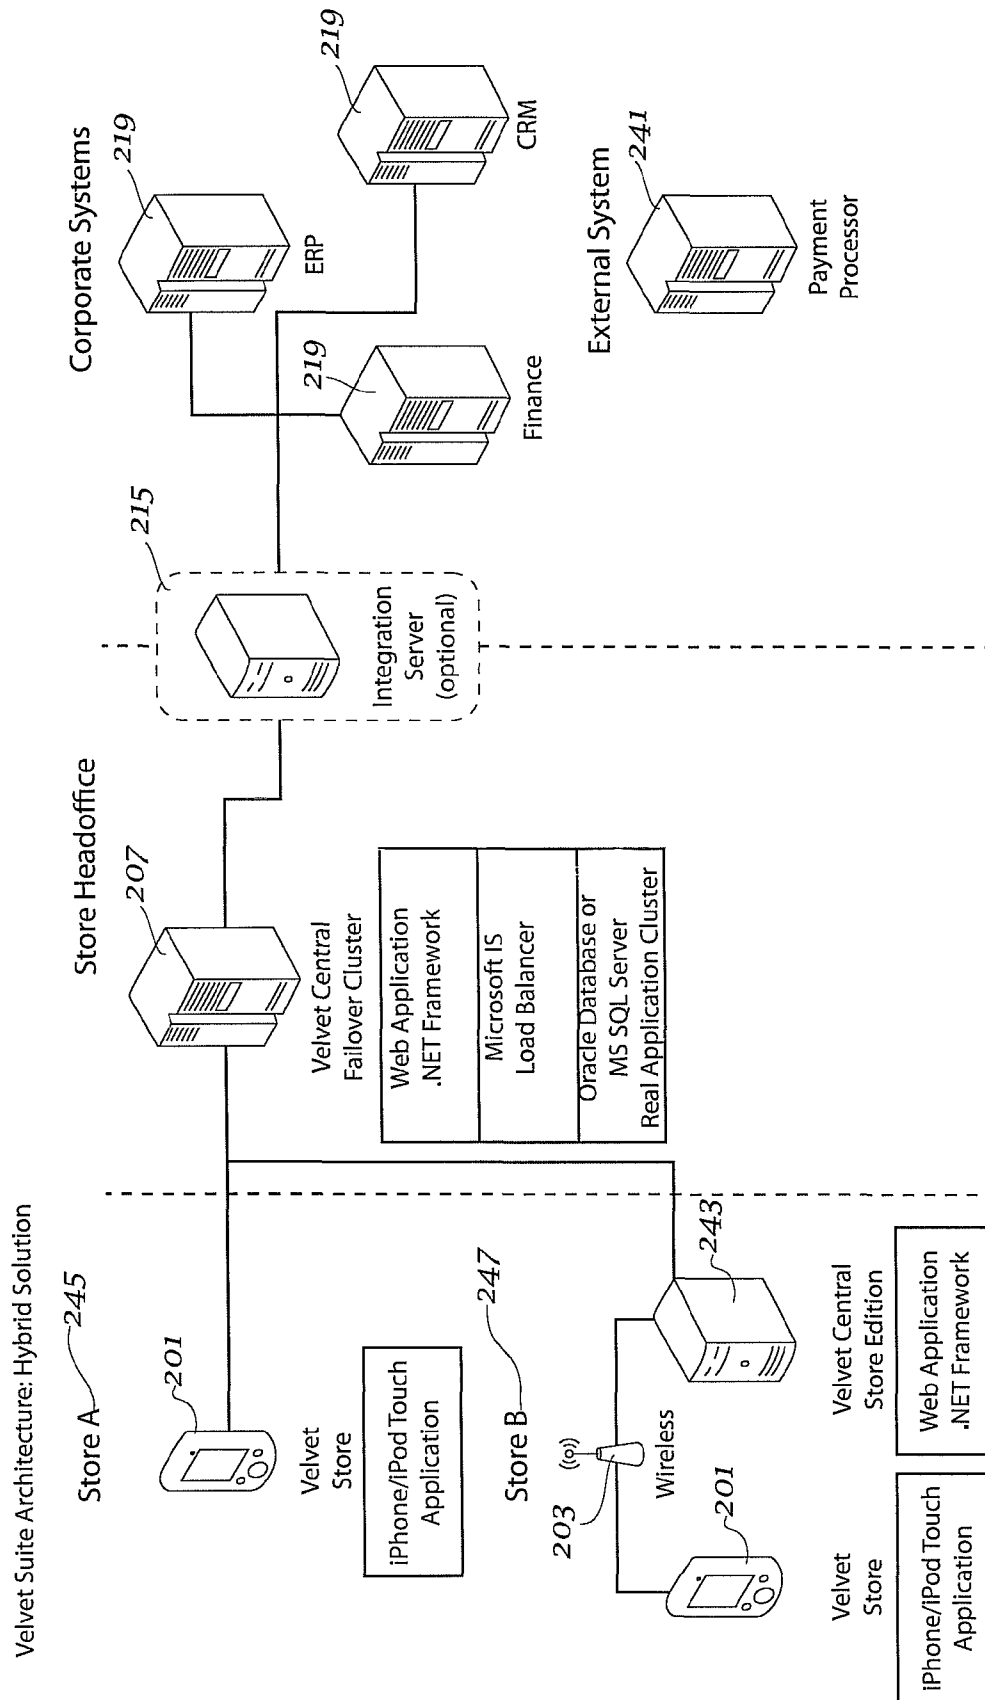 Velvet Suite Architecture: Hybrid Solution
Store A
245
201
Velvet
Store
iPhone/iPod Touch
Application
Store B
247
203
Wireless
201
Velvet
Store
iPhone/iPod Touch
Application
243
Velvet Central
Store Edition
Web Application
.NET Framework
Store Headoffice
207
Velvet Central
Failover Cluster
Web Application
.NET Framework
Microsoft IS
Load Balancer
Oracle Database or
MS SQL Server
Real Application Cluster
215
Integration
Server
(optional)
Corporate Systems
219
ERP
219
Finance
219
CRM
External System
241
Payment
Processor